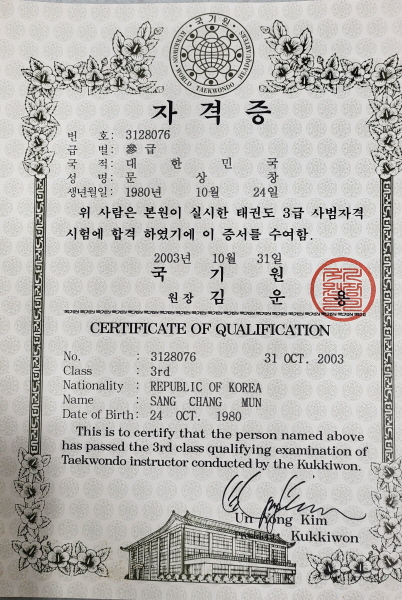 국기원
WORLD TAEKWONDO HEADQUARTERS
자격증
번 호: 3128076
급 별: 參 급
국 적: 대 한 민 국
성 명: 문 상 창
생년월일: 1980년 10월 24일
위 사람은 본원이 실시한 태권도 3급 사범자격
시험에 합격 하였기에 이 증서를 수여함.
2003년 10월 31일
국 기 원
원장 김 운 용
CERTIFICATE OF QUALIFICATION
No. : 3128076 31 OCT. 2003
Class : 3rd
Nationality : REPUBLIC OF KOREA
Name : SANG CHANG MUN
Date of Birth: 24 OCT. 1980
This is to certify that the person named above
has passed the 3rd class qualifying examination of
Taekwondo instructor conducted by the Kukkiwon.
Un Yong Kim
President Kukkiwon